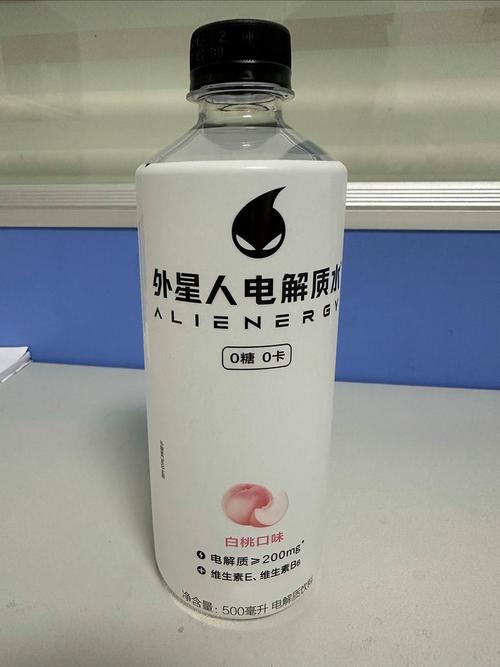 外星人电解质水
ALIENERGY
0糖 0卡
白桃口味
电解质≥200mg*
维生素E、维生素B6
净含量：500毫升 电解质饮料